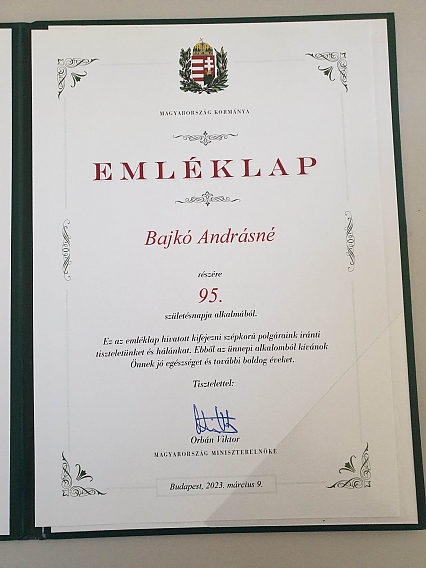 MAGYARORSZÁG KORMÁNYA
EMLÉKLAP
Bajkó Andrásné
részére
95.
születésnapja alkalmából.
Ez az emléklap hivatott kifejezni szépkorú polgáraink iránti
tiszteletünket és hálánkat. Ebből az ünnepi alkalomból kívánok
Önnek jó egészséget és további boldog éveket.
Tisztelettel:
Orbán Viktor
MAGYARORSZÁG MINISZTERELNÖKE
Budapest, 2023. március 9.